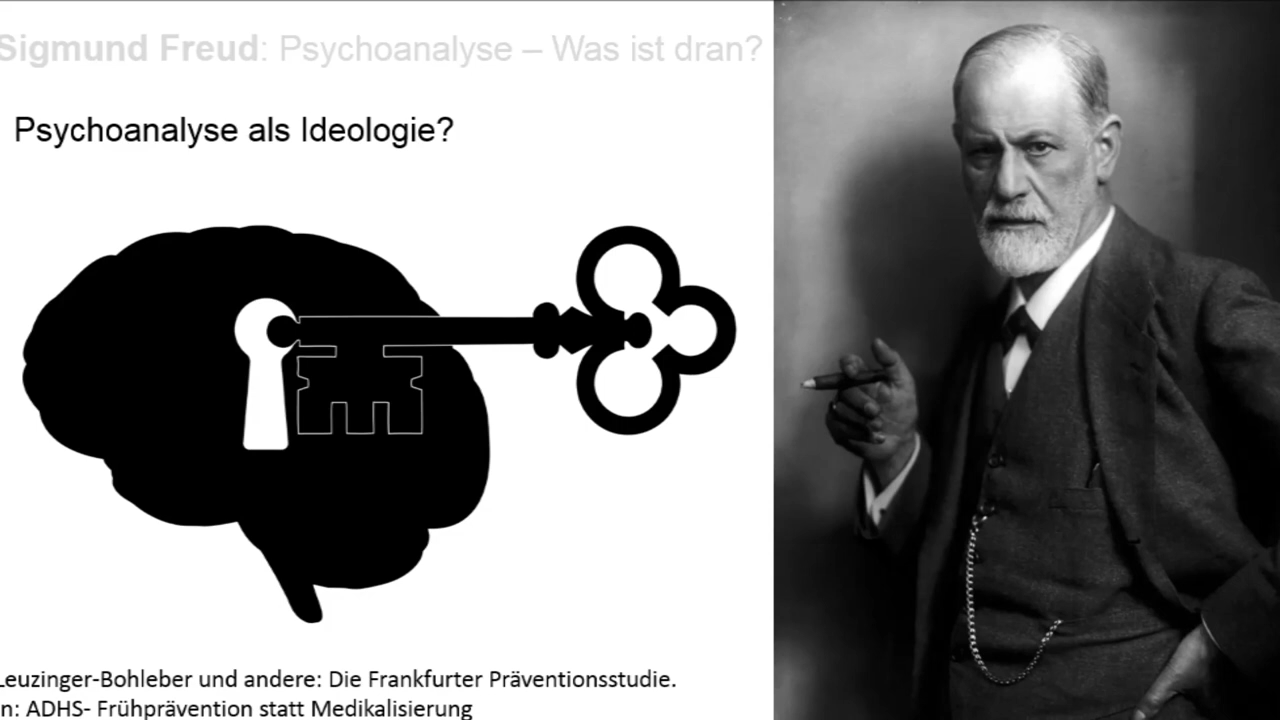 Sigmund Freud: Psychoanalyse – Was ist dran?
Psychoanalyse als Ideologie?
Leuzinger-Bohleber und andere: Die Frankfurter Präventionsstudie.
n: ADHS- Frühprävention statt Medikalisierung